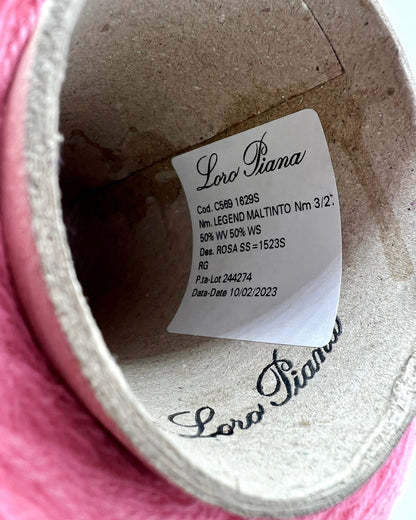 Loro Piana
Cod. C569 1629S
Nm. LEGEND MALTINTO Nm 3/27
50% WV 50% WS
Des. ROSA SS =1523S
RG
P.ta-Lot 244274
Data-Date 10/02/2023
Loro Piana